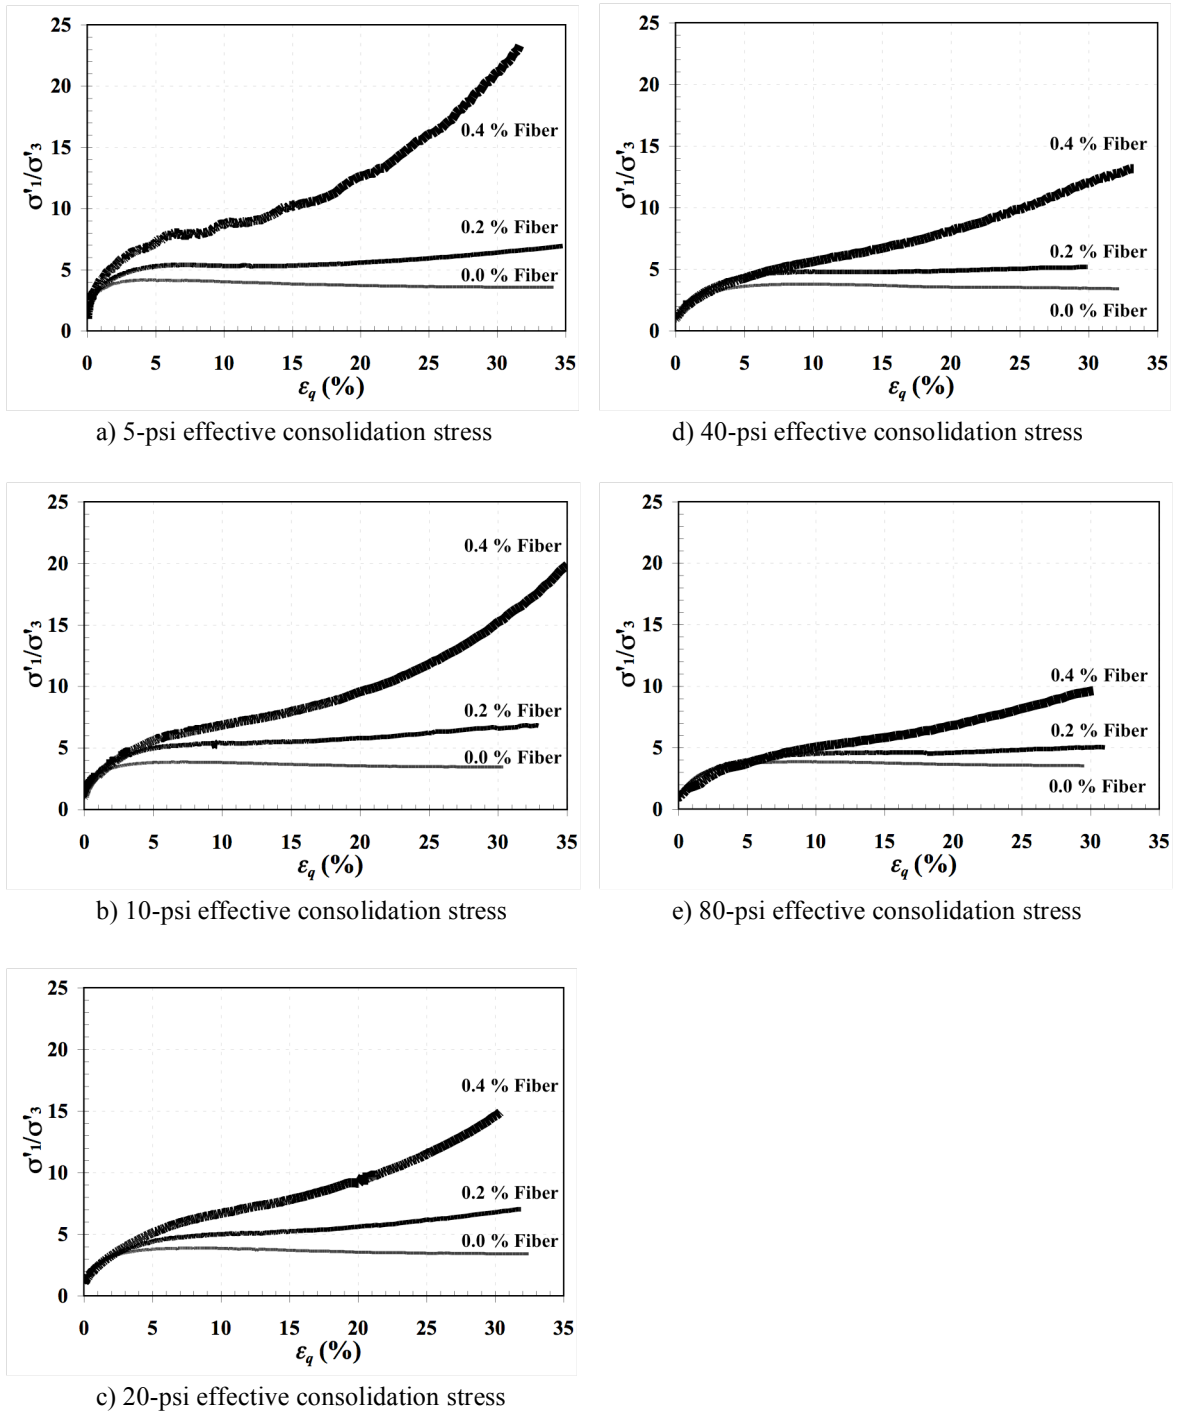 25
20
15
10
5
0
σ'1/σ'3
0.4 % Fiber
0.2 % Fiber
0.0 % Fiber
0 5 10 15 20 25 30 35
εq (%)
a) 5-psi effective consolidation stress
25
20
15
10
5
0
σ'1/σ'3
0.4 % Fiber
0.2 % Fiber
0.0 % Fiber
0 5 10 15 20 25 30 35
εq (%)
b) 10-psi effective consolidation stress
25
20
15
10
5
0
σ'1/σ'3
0.4 % Fiber
0.2 % Fiber
0.0 % Fiber
0 5 10 15 20 25 30 35
εq (%)
c) 20-psi effective consolidation stress
25
20
15
10
5
0
σ'1/σ'3
0.4 % Fiber
0.2 % Fiber
0.0 % Fiber
0 5 10 15 20 25 30 35
εq (%)
d) 40-psi effective consolidation stress
25
20
15
10
5
0
σ'1/σ'3
0.4 % Fiber
0.2 % Fiber
0.0 % Fiber
0 5 10 15 20 25 30 35
εq (%)
e) 80-psi effective consolidation stress